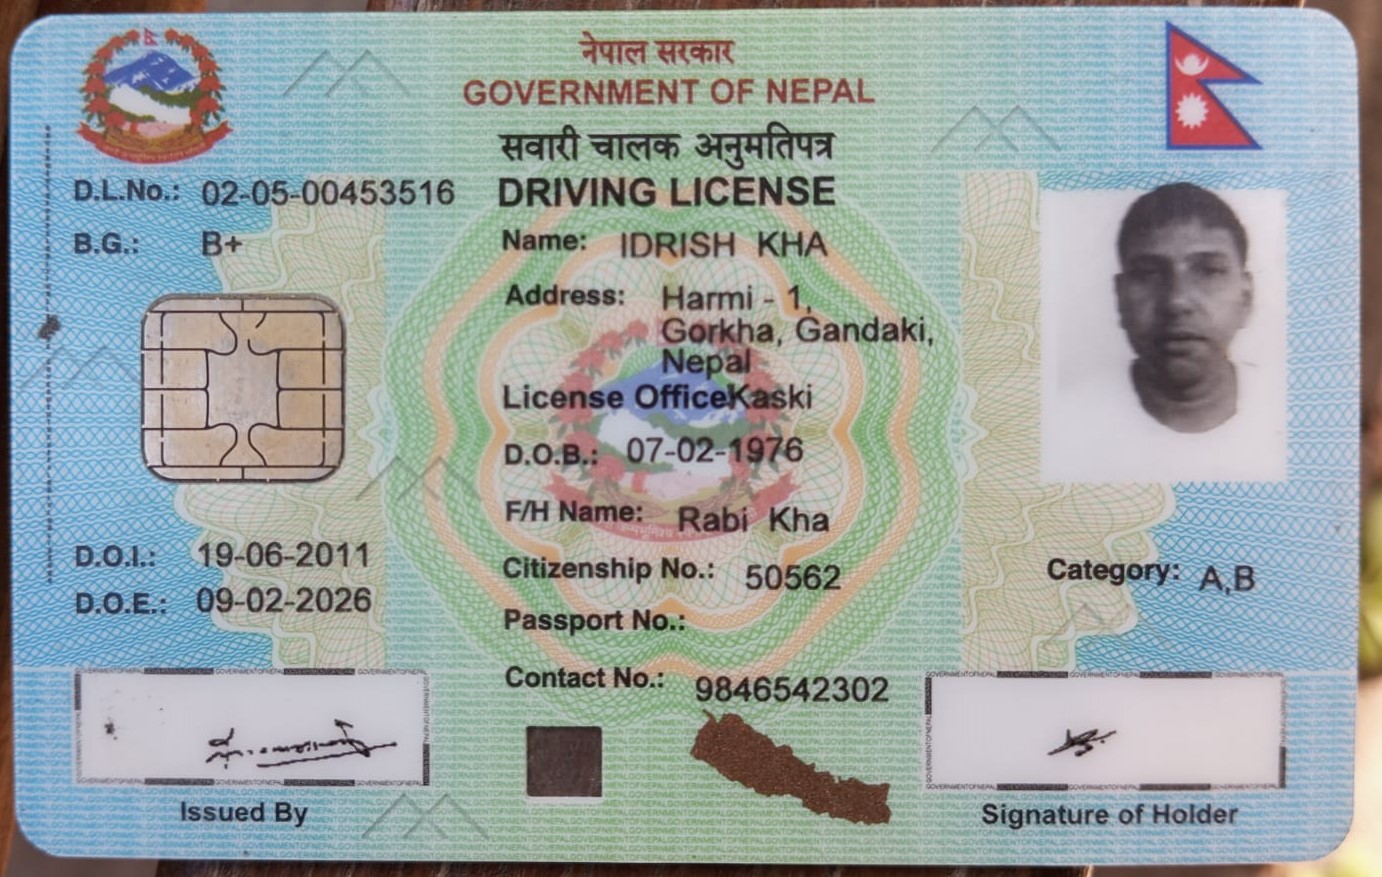 नेपाल सरकार
GOVERNMENT OF NEPAL
सवारी चालक अनुमतिपत्र
DRIVING LICENSE
D.L.No.: 02-05-00453516
B.G.: B+
Name: IDRISH KHA
Address: Harmi - 1,
Gorkha, Gandaki,
Nepal
License Office Kaski
D.O.B.: 07-02-1976
F/H Name: Rabi Kha
D.O.I.: 19-06-2011
Citizenship No.: 50562
Category: A,B
D.O.E.: 09-02-2026
Passport No.:
Contact No.: 9846542302
Issued By
Signature of Holder